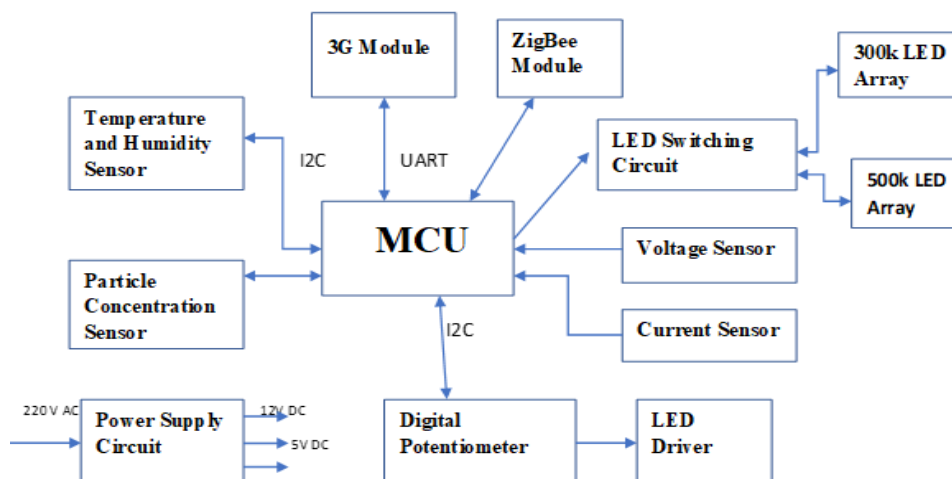 3G Module
ZigBee
Module
300k LED
Array
Temperature
and Humidity
Sensor
I2C
UART
LED Switching
Circuit
500k LED
Array
MCU
Voltage Sensor
Particle
Concentration
Sensor
I2C
Current Sensor
220 V AC
Power Supply
Circuit
12V DC
5V DC
Digital
Potentiometer
LED
Driver